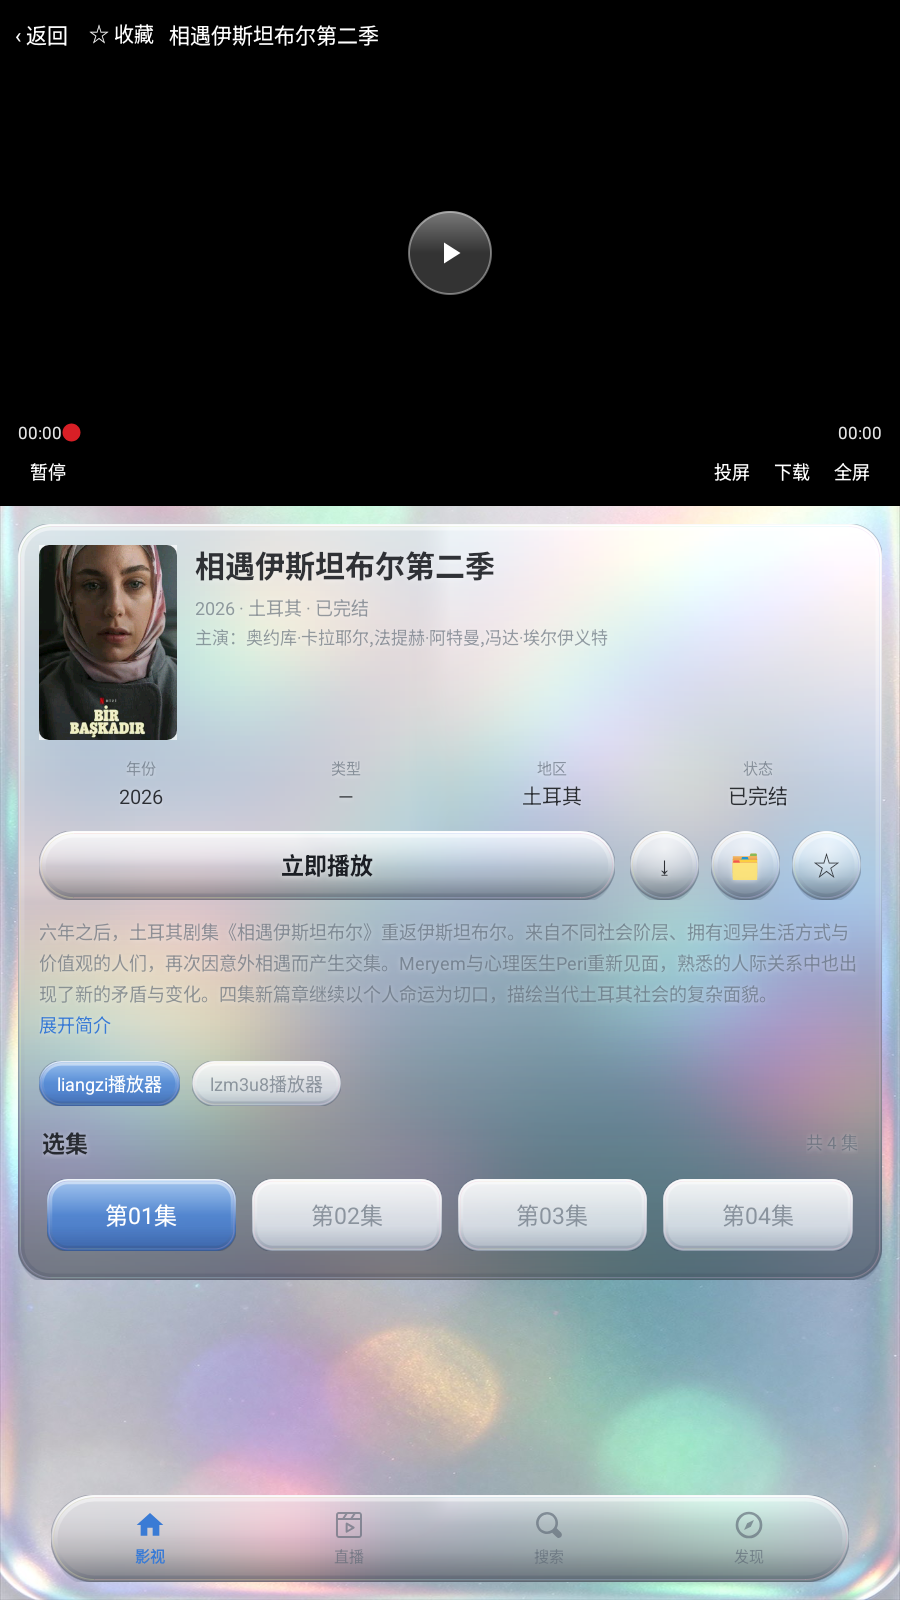 ‹ 返回 ☆ 收藏 相遇伊斯坦布尔第二季
00:00 00:00
暂停 投屏 下载 全屏
相遇伊斯坦布尔第二季
2026 · 土耳其 · 已完结
主演：奥约库·卡拉耶尔,法提赫·阿特曼,冯达·埃尔伊义特
BİR
BAŞKADIR
年份 类型 地区 状态
2026 — 土耳其 已完结
立即播放 ↓ ☆
六年之后，土耳其剧集《相遇伊斯坦布尔》重返伊斯坦布尔。来自不同社会阶层、拥有迥异生活方式与
价值观的人们，再次因意外相遇而产生交集。Meryem与心理医生Peri重新见面，熟悉的人际关系中也出
现了新的矛盾与变化。四集新篇章继续以个人命运为切口，描绘当代土耳其社会的复杂面貌。
展开简介
liangzi播放器 lzm3u8播放器
选集 共 4 集
第01集 第02集 第03集 第04集
影视 直播 搜索 发现